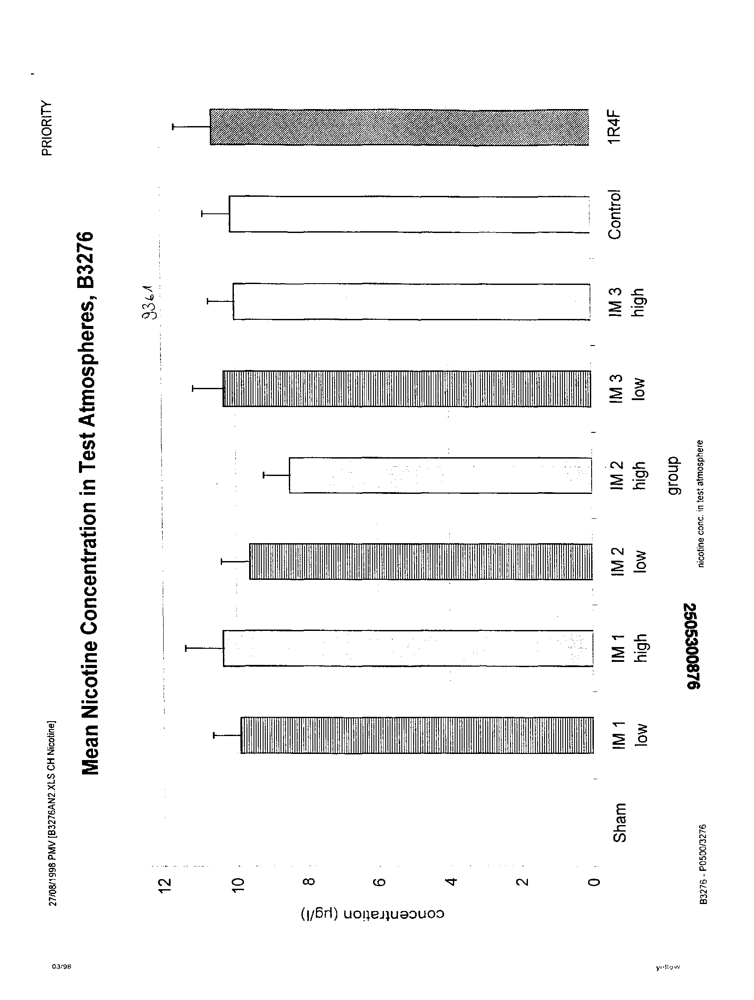 27/08/1998 PMV [B3276AN2 XLS CH Nicotine]
PRIORITY
Mean Nicotine Concentration in Test Atmospheres, B3276
9361
concentration (µg/l)
12
10
8
6
4
2
0
Sham
IM 1 low
IM 1 high
IM 2 low
IM 2 high
IM 3 low
IM 3 high
Control
1R4F
group
B3276 - P0500/3276
2505300876
nicotine conc. in test atmosphere
03/98
yellow